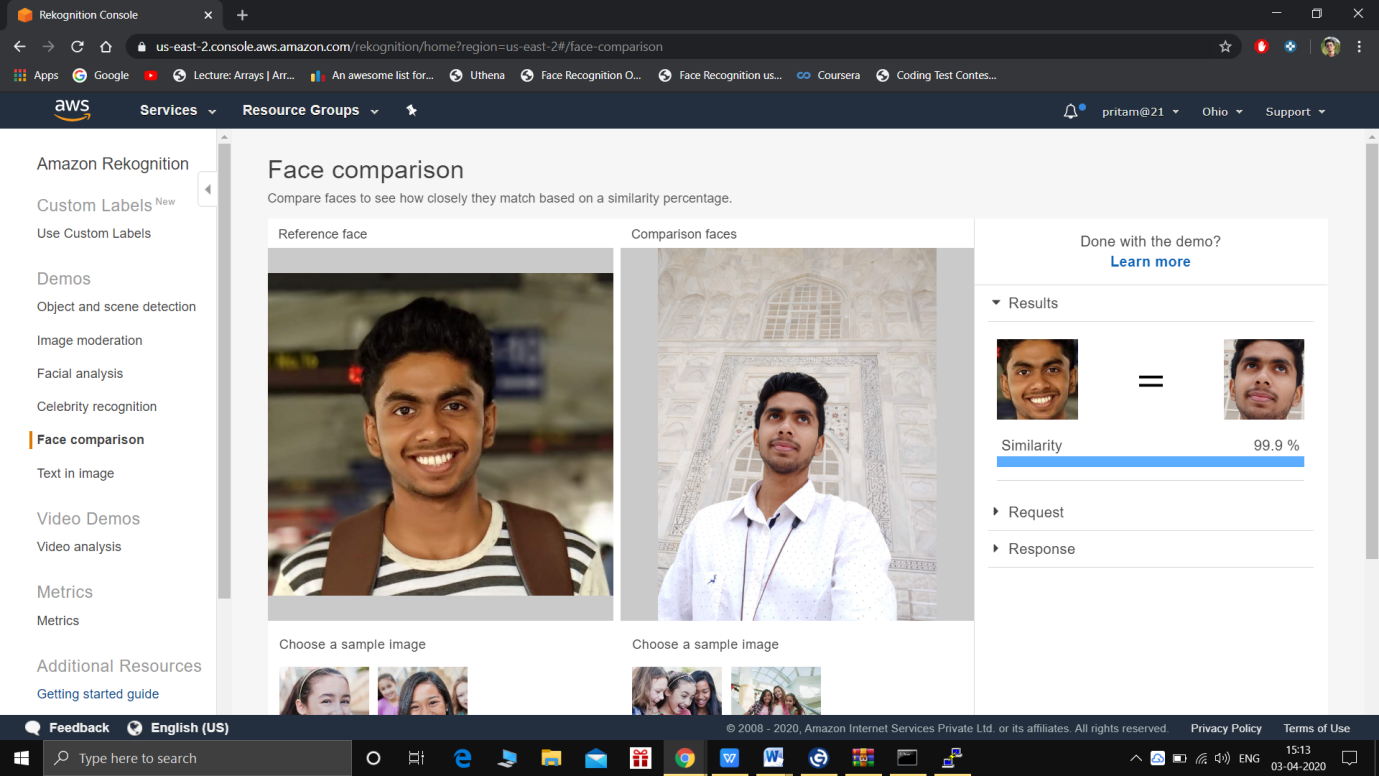 Rekognition Console
us-east-2.console.aws.amazon.com/rekognition/home?region=us-east-2#/face-comparison
Apps Google Lecture: Arrays | Arr... An awesome list for... Uthena Face Recognition O... Face Recognition us... Coursera Coding Test Contes...
aws Services Resource Groups pritam@21 Ohio Support
Amazon Rekognition
Custom Labels New
Use Custom Labels
Demos
Object and scene detection
Image moderation
Facial analysis
Celebrity recognition
Face comparison
Text in image
Video Demos
Video analysis
Metrics
Metrics
Additional Resources
Getting started guide
Face comparison
Compare faces to see how closely they match based on a similarity percentage.
Reference face
Comparison faces
Choose a sample image
Choose a sample image
Done with the demo?
Learn more
Results
=
Similarity 99.9 %
Request
Response
Feedback English (US) © 2008 - 2020, Amazon Internet Services Private Ltd. or its affiliates. All rights reserved. Privacy Policy Terms of Use
Type here to search
ENG
15:13
03-04-2020